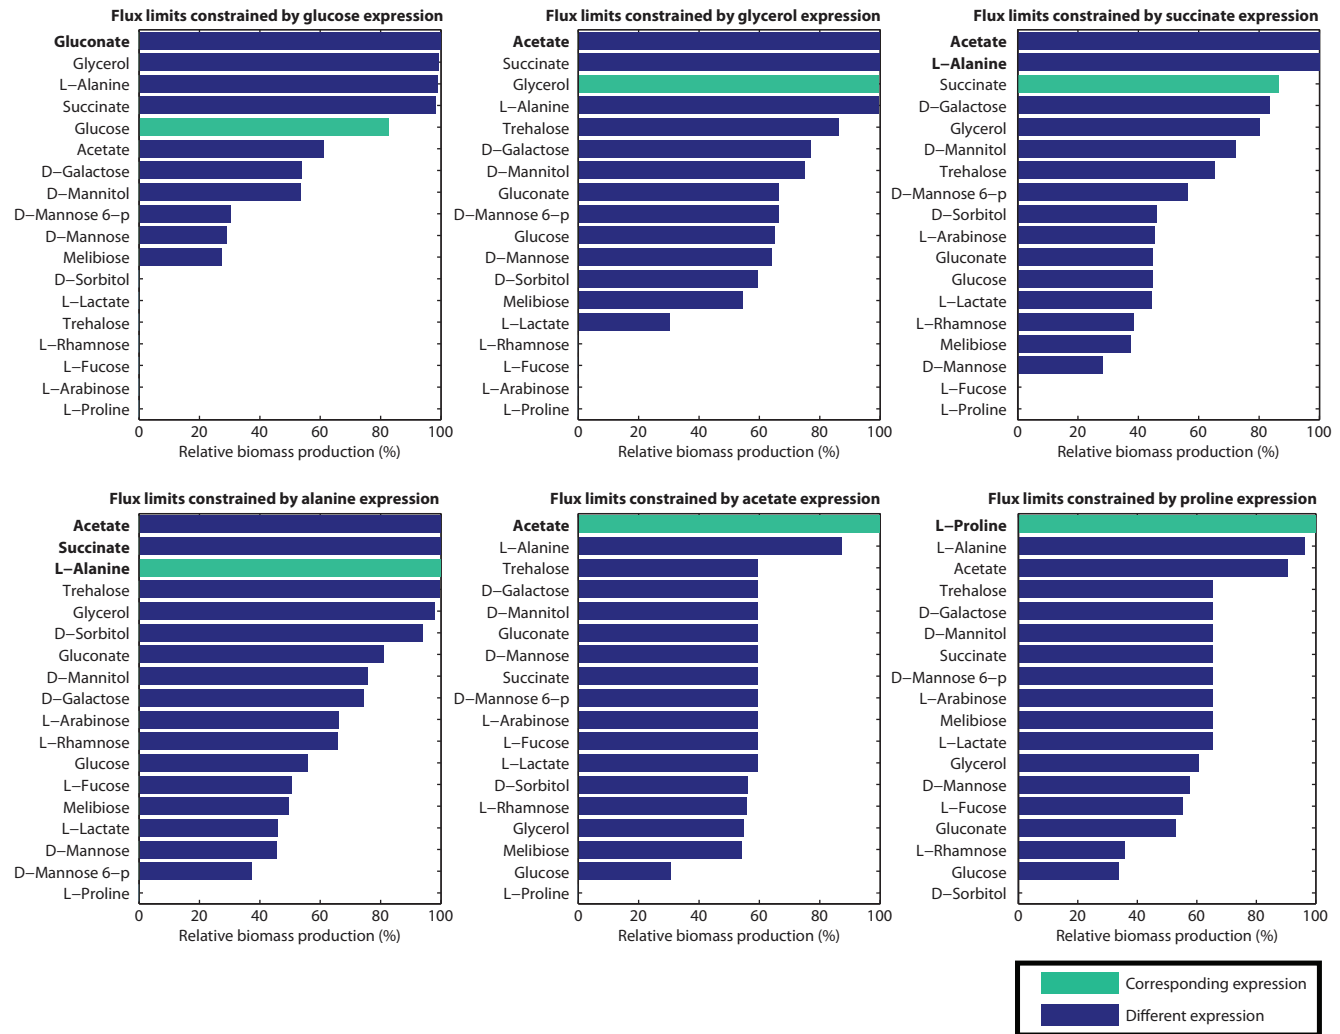 Flux limits constrained by glucose expression
Gluconate
Glycerol
L−Alanine
Succinate
Glucose
Acetate
D−Galactose
D−Mannitol
D−Mannose 6−p
D−Mannose
Melibiose
D−Sorbitol
L−Lactate
Trehalose
L−Rhamnose
L−Fucose
L−Arabinose
L−Proline
0 20 40 60 80 100
Relative biomass production (%)
Flux limits constrained by glycerol expression
Acetate
Succinate
Glycerol
L−Alanine
Trehalose
D−Galactose
D−Mannitol
Gluconate
D−Mannose 6−p
Glucose
D−Mannose
D−Sorbitol
Melibiose
L−Lactate
L−Rhamnose
L−Fucose
L−Arabinose
L−Proline
0 20 40 60 80 100
Relative biomass production (%)
Flux limits constrained by succinate expression
Acetate
L−Alanine
Succinate
D−Galactose
Glycerol
D−Mannitol
Trehalose
D−Mannose 6−p
D−Sorbitol
L−Arabinose
Gluconate
Glucose
L−Lactate
L−Rhamnose
Melibiose
D−Mannose
L−Fucose
L−Proline
0 20 40 60 80 100
Relative biomass production (%)
Flux limits constrained by alanine expression
Acetate
Succinate
L−Alanine
Trehalose
Glycerol
D−Sorbitol
Gluconate
D−Mannitol
D−Galactose
L−Arabinose
L−Rhamnose
Glucose
L−Fucose
Melibiose
L−Lactate
D−Mannose
D−Mannose 6−p
L−Proline
0 20 40 60 80 100
Relative biomass production (%)
Flux limits constrained by acetate expression
Acetate
L−Alanine
Trehalose
D−Galactose
D−Mannitol
Gluconate
D−Mannose
Succinate
D−Mannose 6−p
L−Arabinose
L−Fucose
L−Lactate
D−Sorbitol
L−Rhamnose
Glycerol
Melibiose
Glucose
L−Proline
0 20 40 60 80 100
Relative biomass production (%)
Flux limits constrained by proline expression
L−Proline
L−Alanine
Acetate
Trehalose
D−Galactose
D−Mannitol
Succinate
D−Mannose 6−p
L−Arabinose
Melibiose
L−Lactate
Glycerol
D−Mannose
L−Fucose
Gluconate
L−Rhamnose
Glucose
D−Sorbitol
0 20 40 60 80 100
Relative biomass production (%)
Corresponding expression
Different expression